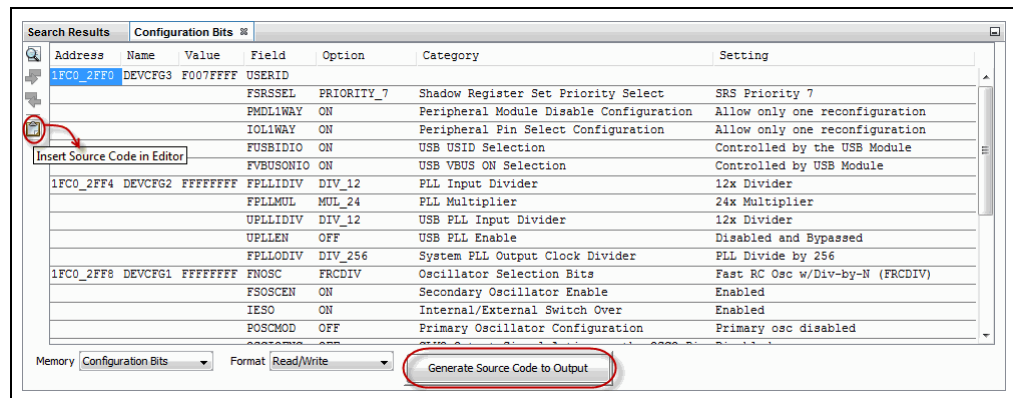 Search Results Configuration Bits
Address Name Value Field Option Category Setting
1FC0_2FF0 DEVCFG3 F007FFFF USERID
FSRSSEL PRIORITY_7 Shadow Register Set Priority Select SRS Priority 7
PMDL1WAY ON Peripheral Module Disable Configuration Allow only one reconfiguration
IOL1WAY ON Peripheral Pin Select Configuration Allow only one reconfiguration
FUSBIDIO ON USB USID Selection Controlled by the USB Module
Insert Source Code in Editor
FVBUSONIO ON USB VBUS ON Selection Controlled by USB Module
1FC0_2FF4 DEVCFG2 FFFFFFFF FPLLIDIV DIV_12 PLL Input Divider 12x Divider
FPLLMUL MUL_24 PLL Multiplier 24x Multiplier
UPLLIDIV DIV_12 USB PLL Input Divider 12x Divider
UPLLEN OFF USB PLL Enable Disabled and Bypassed
FPLLODIV DIV_256 System PLL Output Clock Divider PLL Divide by 256
1FC0_2FF8 DEVCFG1 FFFFFFFF FNOSC FRCDIV Oscillator Selection Bits Fast RC Osc w/Div-by-N (FRCDIV)
FSOSCEN ON Secondary Oscillator Enable Enabled
IESO ON Internal/External Switch Over Enabled
POSCMOD OFF Primary Oscillator Configuration Primary osc disabled
Memory Configuration Bits Format Read/Write Generate Source Code to Output